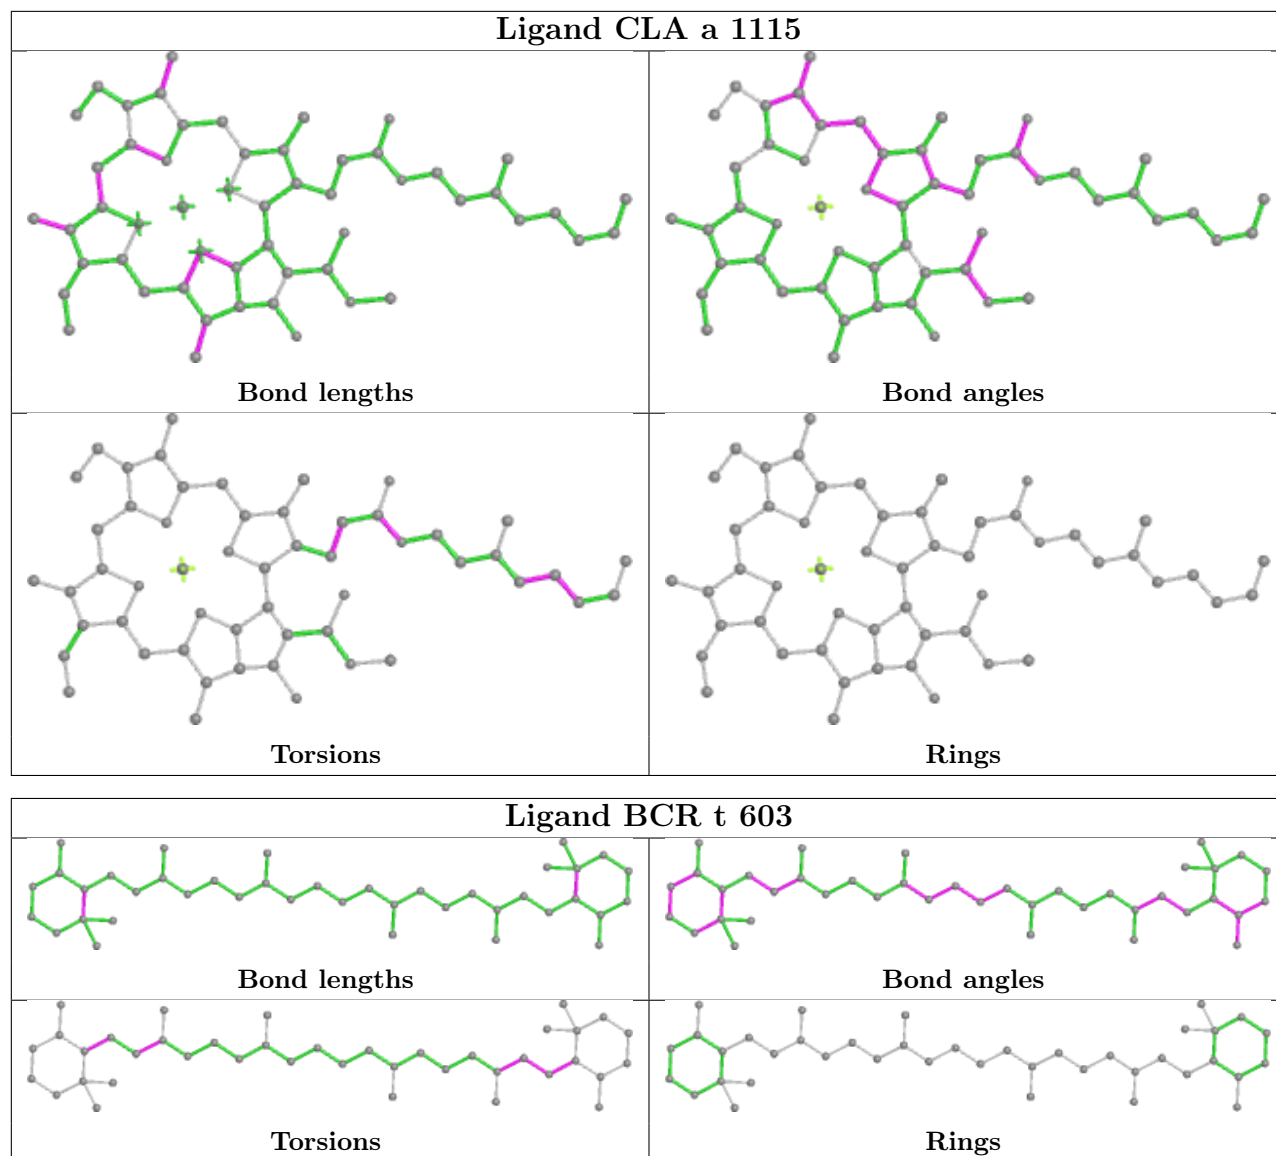 Ligand CLA a 1115
Bond lengths
Bond angles
Torsions
Rings
Ligand BCR t 603
Bond lengths
Bond angles
Torsions
Rings